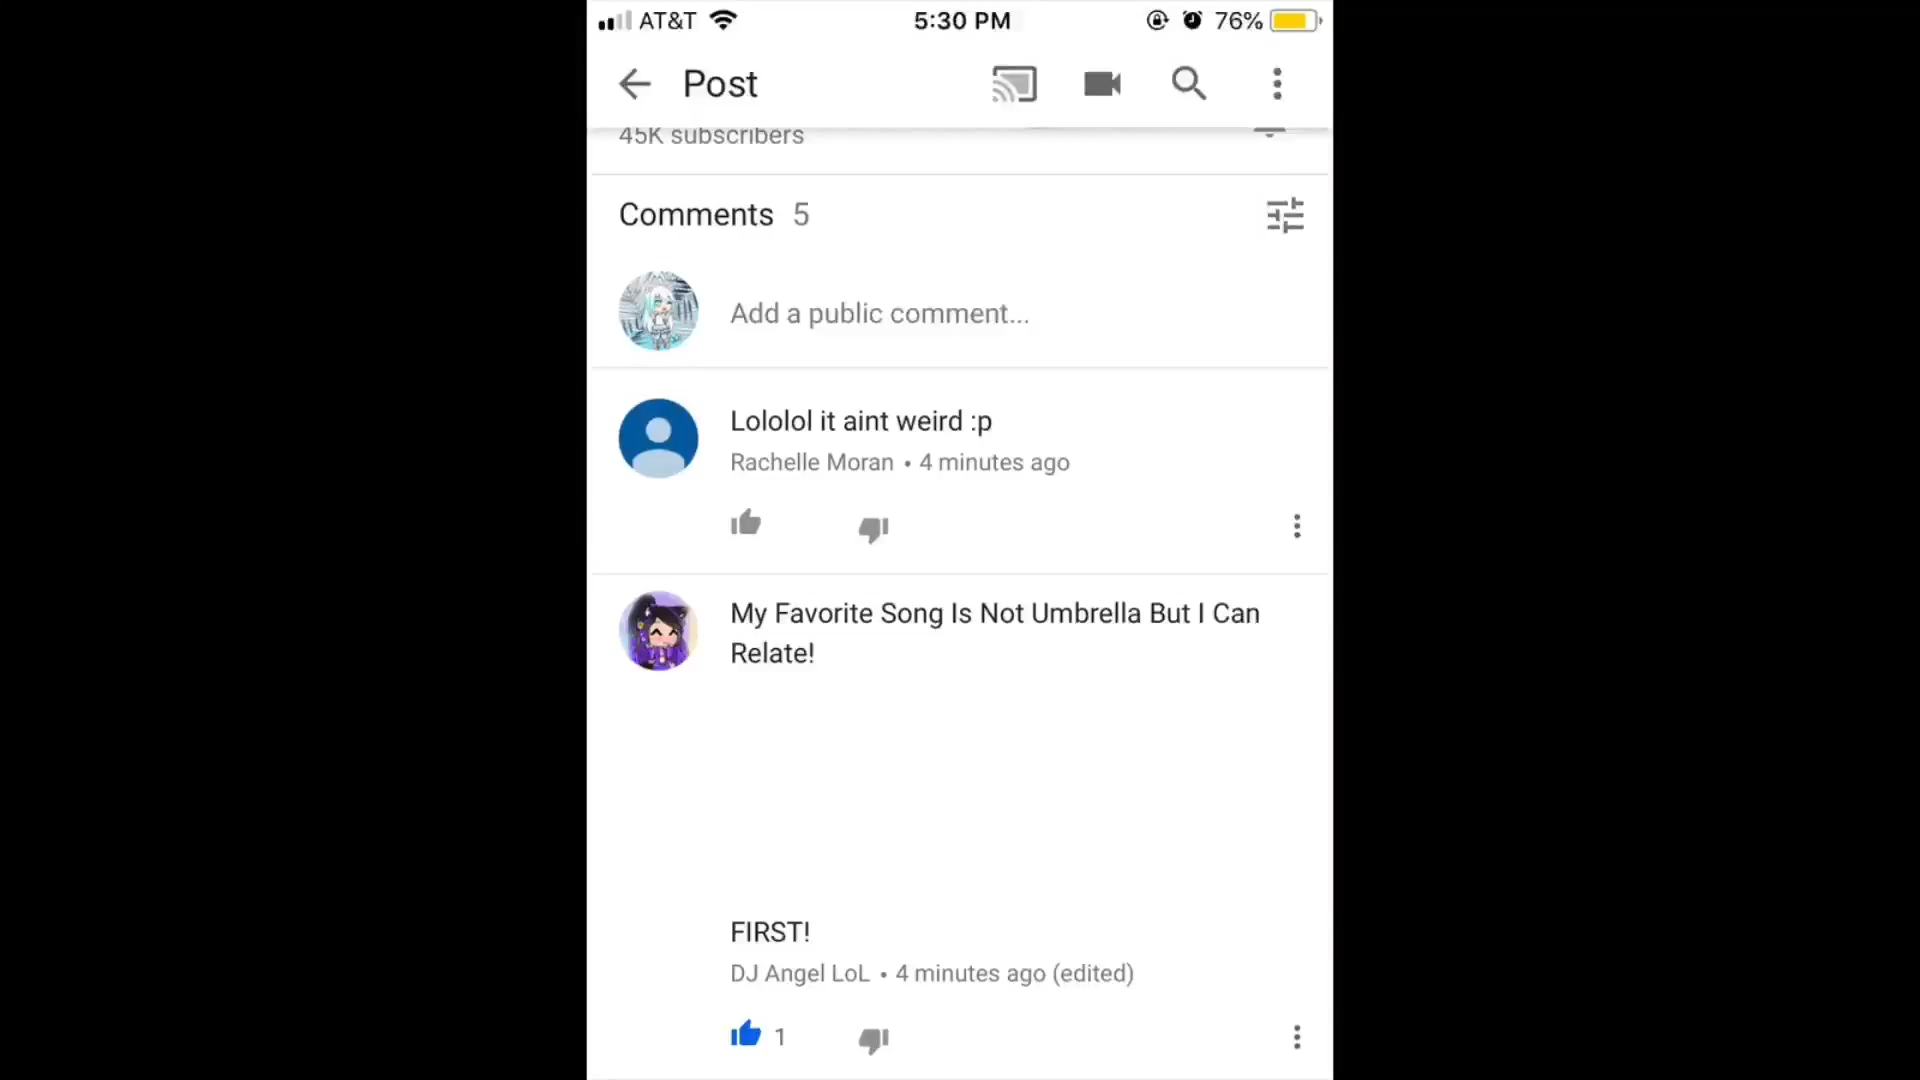 AT&T 5:30 PM 76%
Post
45K subscribers
Comments 5
Add a public comment...
Lololol it aint weird :p
Rachelle Moran • 4 minutes ago
My Favorite Song Is Not Umbrella But I Can
Relate!
FIRST!
DJ Angel LoL • 4 minutes ago (edited)
1